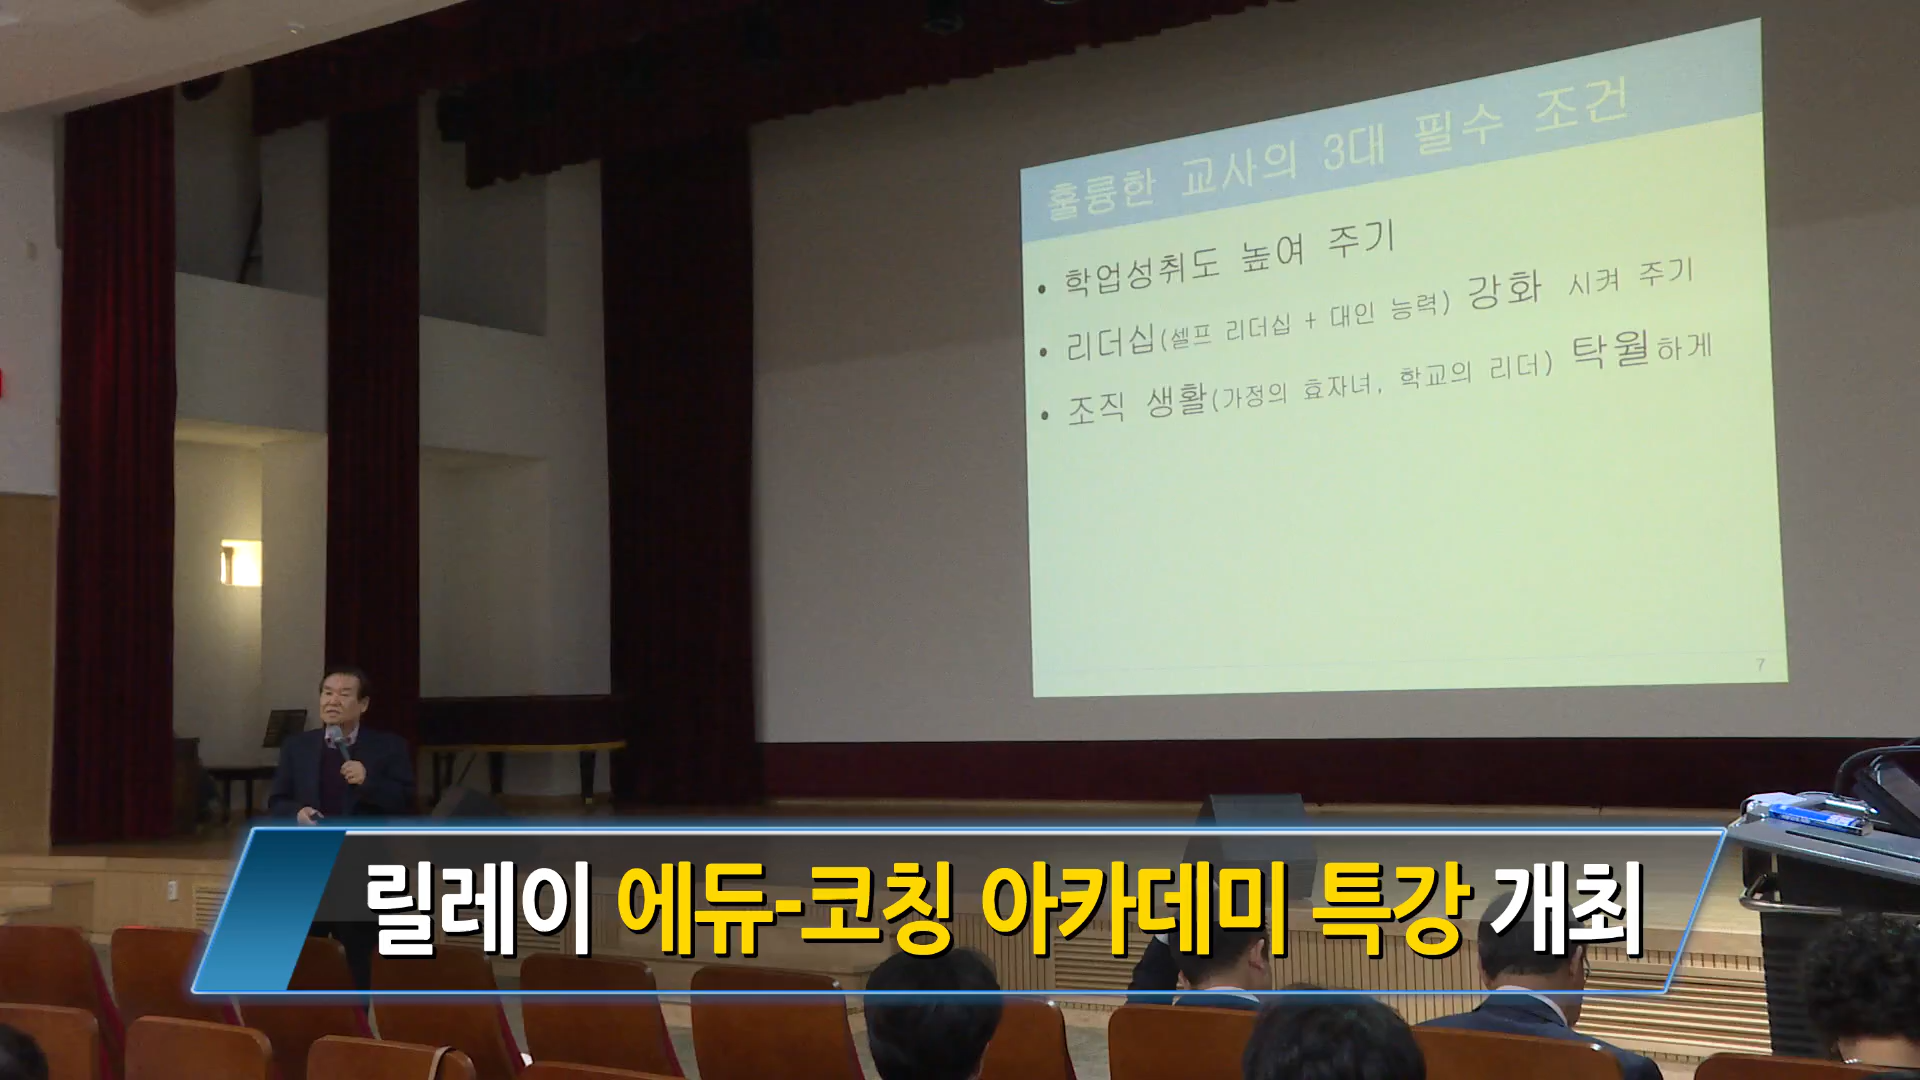 훌륭한 교사의 3대 필수 조건
• 학업성취도 높여 주기
• 리더십(셀프 리더십 + 대인 능력) 강화 시켜 주기
• 조직 생활(가정의 효자녀, 학교의 리더) 탁월하게
7
릴레이 에듀-코칭 아카데미 특강 개최